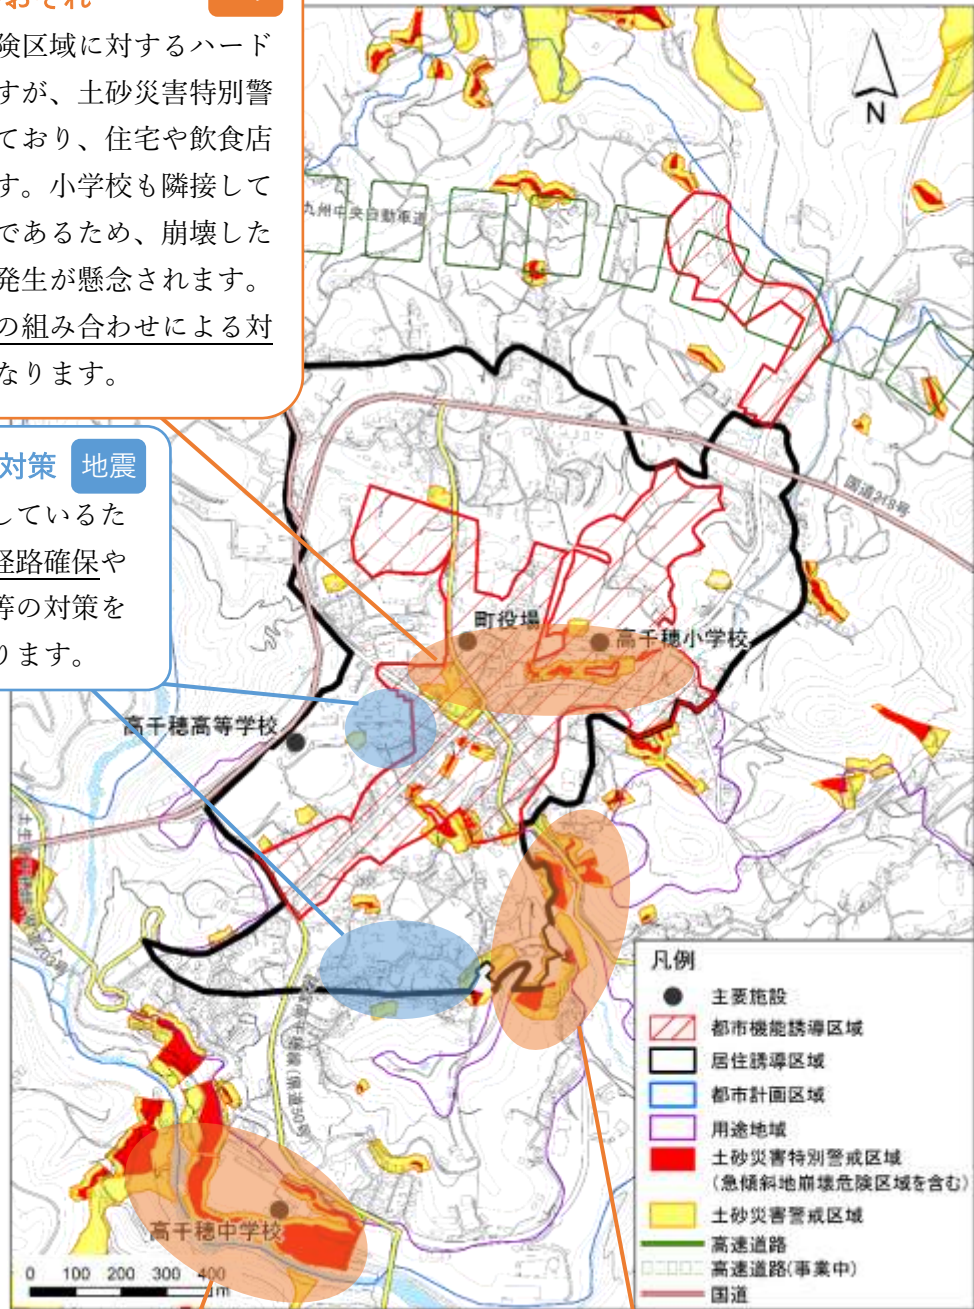 おそれ
険区域に対するハード
すが、土砂災害特別警
ており、住宅や飲食店
す。小学校も隣接して
であるため、崩壊した
発生が懸念されます。
の組み合わせによる対
なります。
対策 地震
しているた
経路確保や
等の対策を
ります。
N
九州中央自動車道
国道218号
町役場
高千穂小学校
高千穂高等学校
高千穂中学校
0 100 200 300 400
m
凡例
主要施設
都市機能誘導区域
居住誘導区域
都市計画区域
用途地域
土砂災害特別警戒区域
(急傾斜地崩壊危険区域を含む)
土砂災害警戒区域
高速道路
高速道路(事業中)
国道